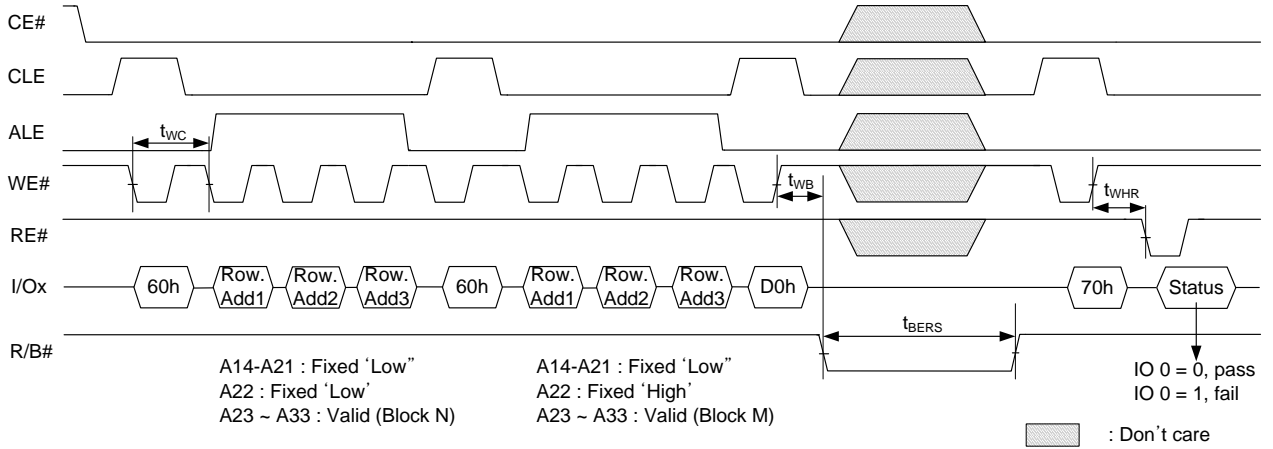 CE#
CLE
ALE
tWC
WE#
tWB
tWHR
RE#
I/Ox
60h
Row. Add1
Row. Add2
Row. Add3
60h
Row. Add1
Row. Add2
Row. Add3
D0h
70h
Status
tBERS
R/B#
A14-A21 : Fixed ‘Low”
A22 : Fixed ‘Low’
A23 ~ A33 : Valid (Block N)
A14-A21 : Fixed ‘Low”
A22 : Fixed ‘High’
A23 ~ A33 : Valid (Block M)
IO 0 = 0, pass
IO 0 = 1, fail
: Don’t care